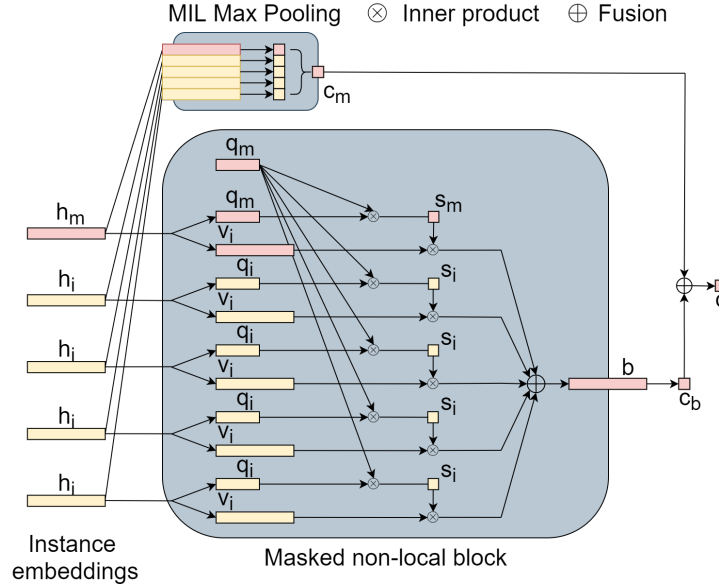 MIL Max Pooling ⊗ Inner product ⊕ Fusion
c_m
q_m
h_m
q_m
s_m
v_i
h_i
q_i
s_i
v_i
h_i
q_i
s_i
v_i
b
c_b
h_i
q_i
s_i
v_i
h_i
q_i
s_i
v_i
Instance
embeddings
Masked non-local block